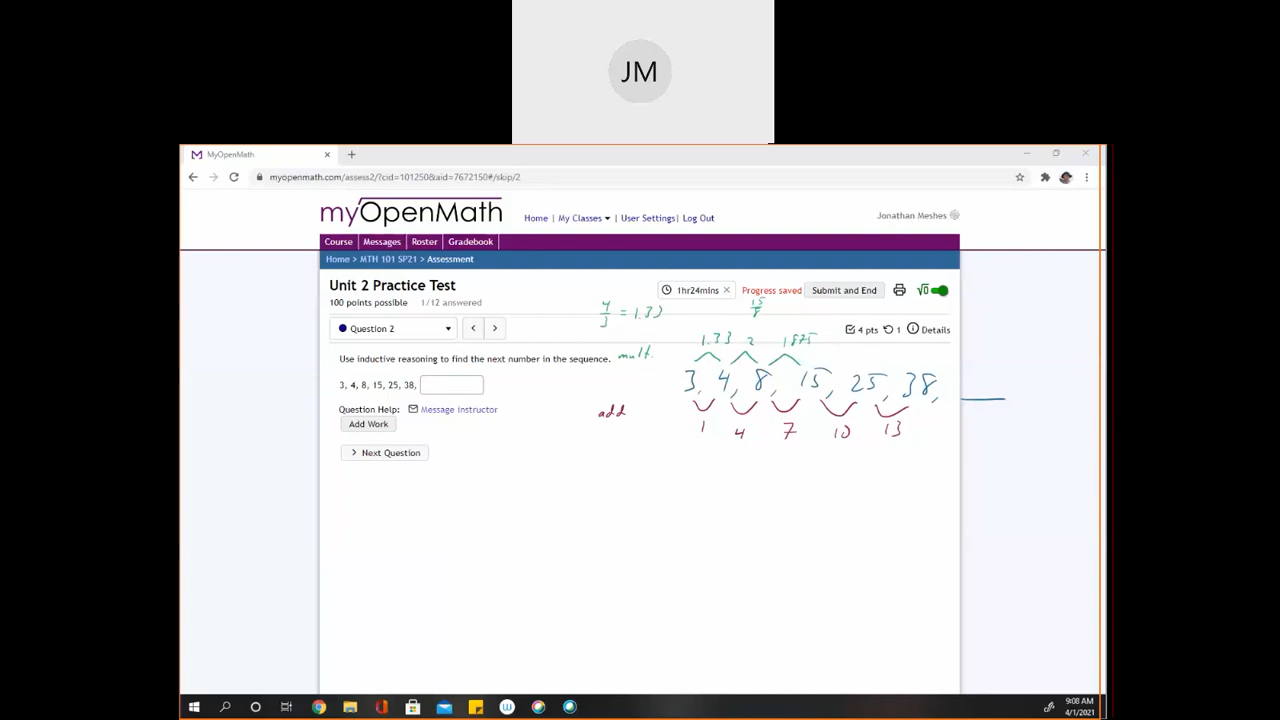 JM
MyOpenMath
myopenmath.com/assess2/?cid=101250&aid=7672150#/skip/2
myOpenMath
Home | My Classes | User Settings | Log Out
Jonathan Meshes
Course Messages Roster Gradebook
Home > MTH 101 SP21 > Assessment
Unit 2 Practice Test
100 points possible 1/12 answered
1hr24mins × Progress saved Submit and End √0
4/3 = 1.33
15/8
Question 2 < >
4 pts 1 Details
1.33 2 1875
Use inductive reasoning to find the next number in the sequence.
mult.
3, 4, 8, 15, 25, 38,
3, 4, 8, 15, 25, 38,
Question Help: Message instructor
add
Add Work
1 4 7 10 13
> Next Question
9:08 AM
4/1/2021